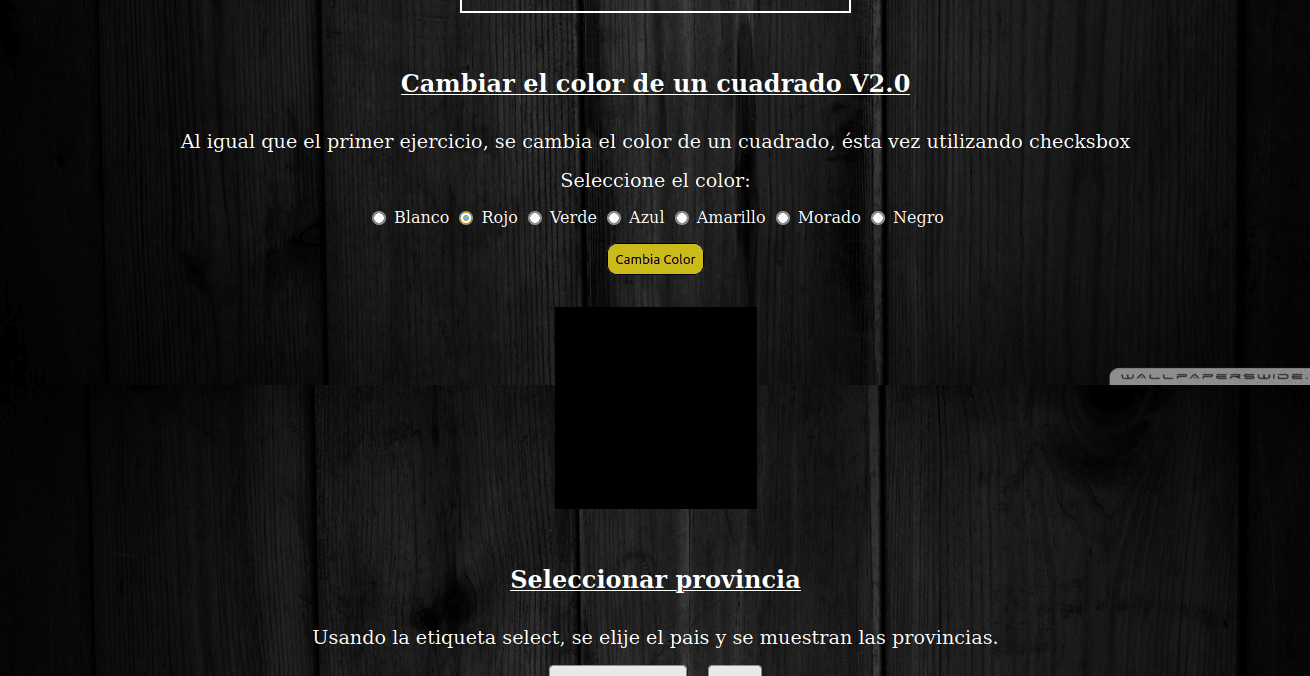 Cambiar el color de un cuadrado V2.0
Al igual que el primer ejercicio, se cambia el color de un cuadrado, ésta vez utilizando checksbox
Seleccione el color:
Blanco Rojo Verde Azul Amarillo Morado Negro
Cambia Color
WALLPAPERSWIDE.
Seleccionar provincia
Usando la etiqueta select, se elije el pais y se muestran las provincias.